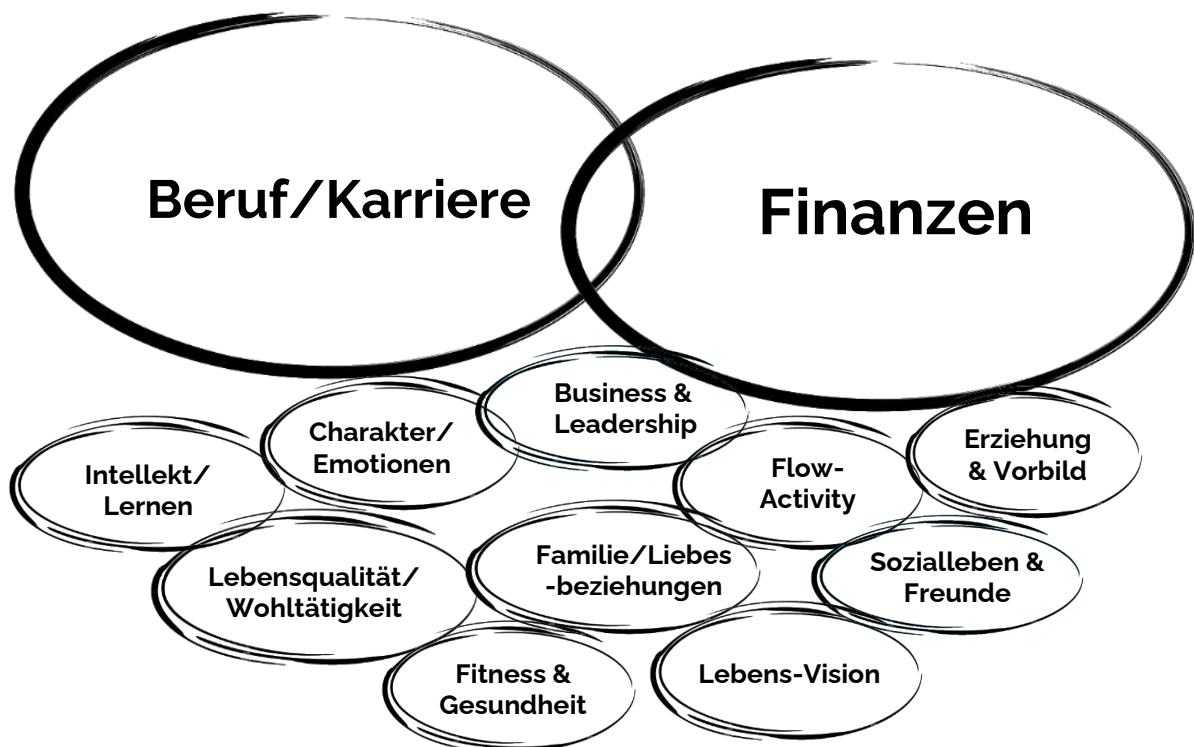 Beruf/Karriere
Finanzen
Business &
Leadership
Charakter/
Emotionen
Erziehung
& Vorbild
Intellekt/
Lernen
Flow-
Activity
Familie/Liebes
-beziehungen
Sozialleben &
Freunde
Lebensqualität/
Wohltätigkeit
Fitness &
Gesundheit
Lebens-Vision